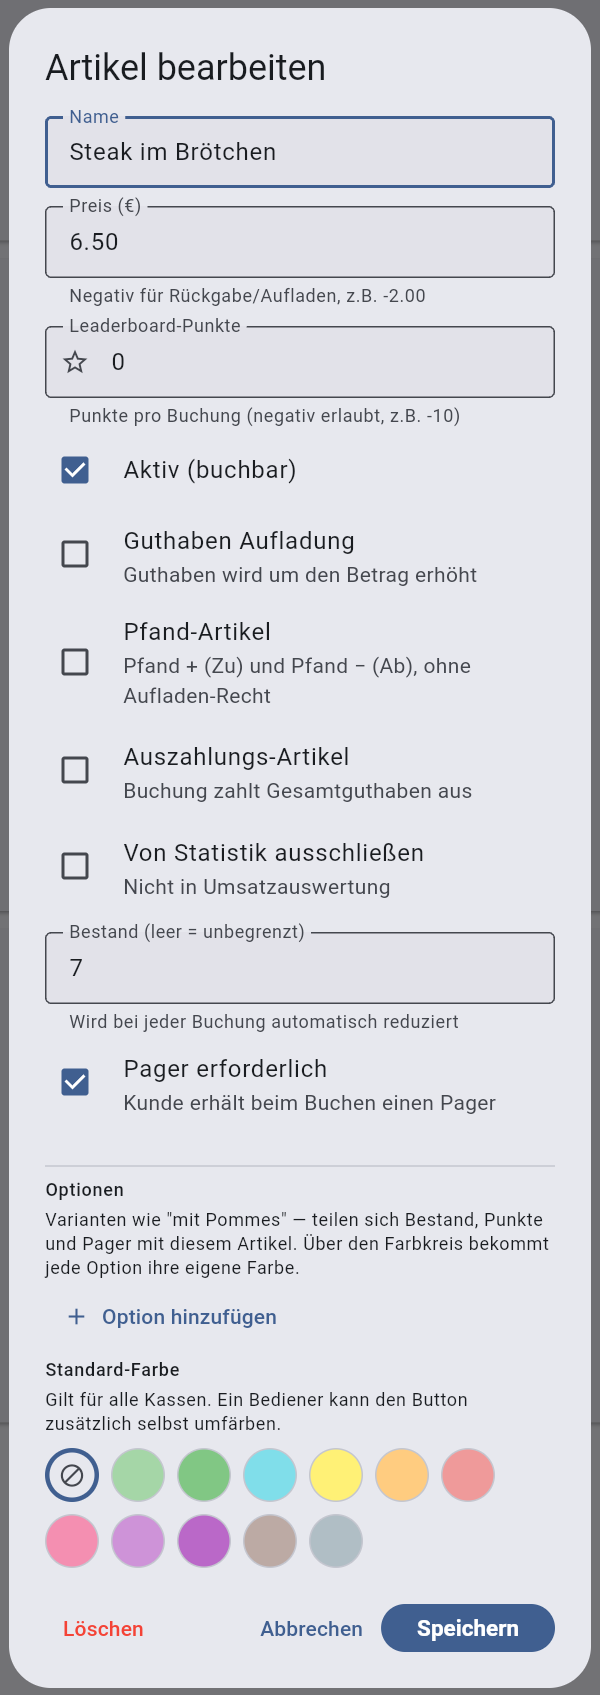 Artikel bearbeiten
Name
Steak im Brötchen
Preis (€)
6.50
Negativ für Rückgabe/Aufladen, z.B. -2.00
Leaderboard-Punkte
0
Punkte pro Buchung (negativ erlaubt, z.B. -10)
Aktiv (buchbar)
Guthaben Aufladung
Guthaben wird um den Betrag erhöht
Pfand-Artikel
Pfand + (Zu) und Pfand − (Ab), ohne
Aufladen-Recht
Auszahlungs-Artikel
Buchung zahlt Gesamtguthaben aus
Von Statistik ausschließen
Nicht in Umsatzauswertung
Bestand (leer = unbegrenzt)
7
Wird bei jeder Buchung automatisch reduziert
Pager erforderlich
Kunde erhält beim Buchen einen Pager
Optionen
Varianten wie "mit Pommes" — teilen sich Bestand, Punkte
und Pager mit diesem Artikel. Über den Farbkreis bekommt
jede Option ihre eigene Farbe.
+ Option hinzufügen
Standard-Farbe
Gilt für alle Kassen. Ein Bediener kann den Button
zusätzlich selbst umfärben.
Löschen Abbrechen Speichern